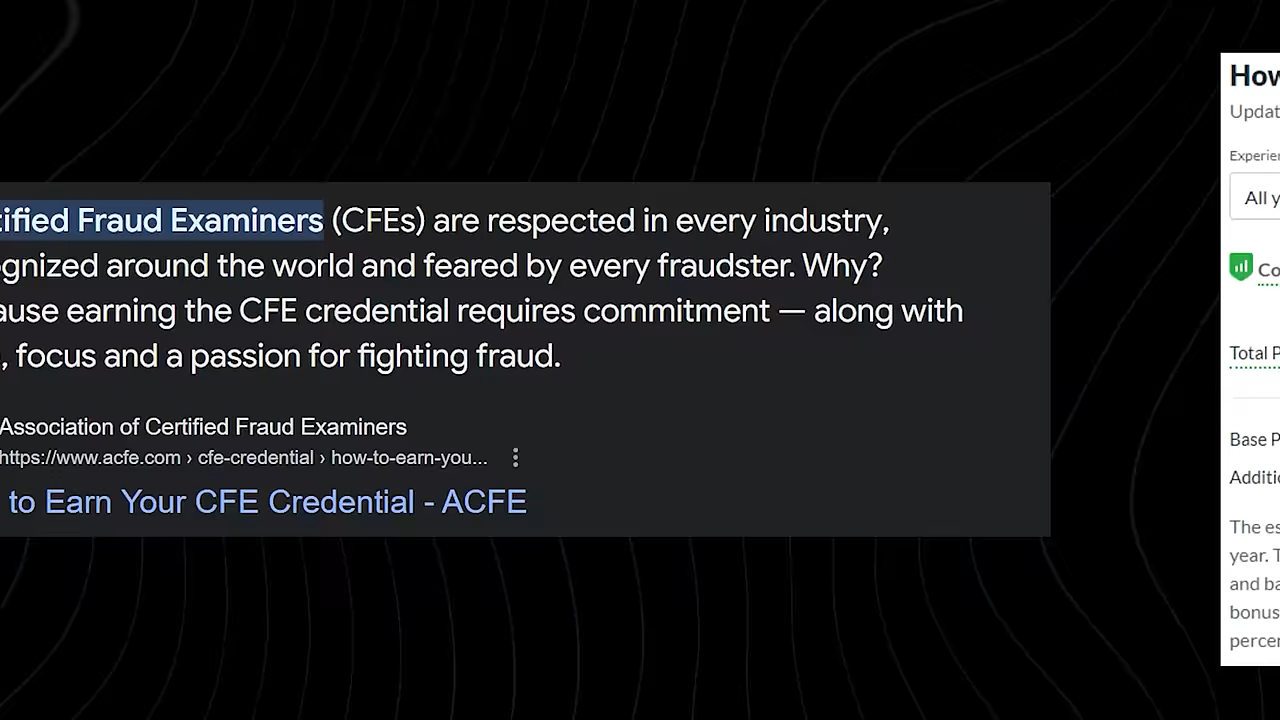 tified Fraud Examiners (CFEs) are respected in every industry,
gnized around the world and feared by every fraudster. Why?
ause earning the CFE credential requires commitment — along with
, focus and a passion for fighting fraud.
Association of Certified Fraud Examiners
https://www.acfe.com › cfe-credential › how-to-earn-you...
to Earn Your CFE Credential - ACFE
How
Updat
Experien
All y
Co
Total P
Base P
Additio
The es
year. T
and ba
bonus
percen